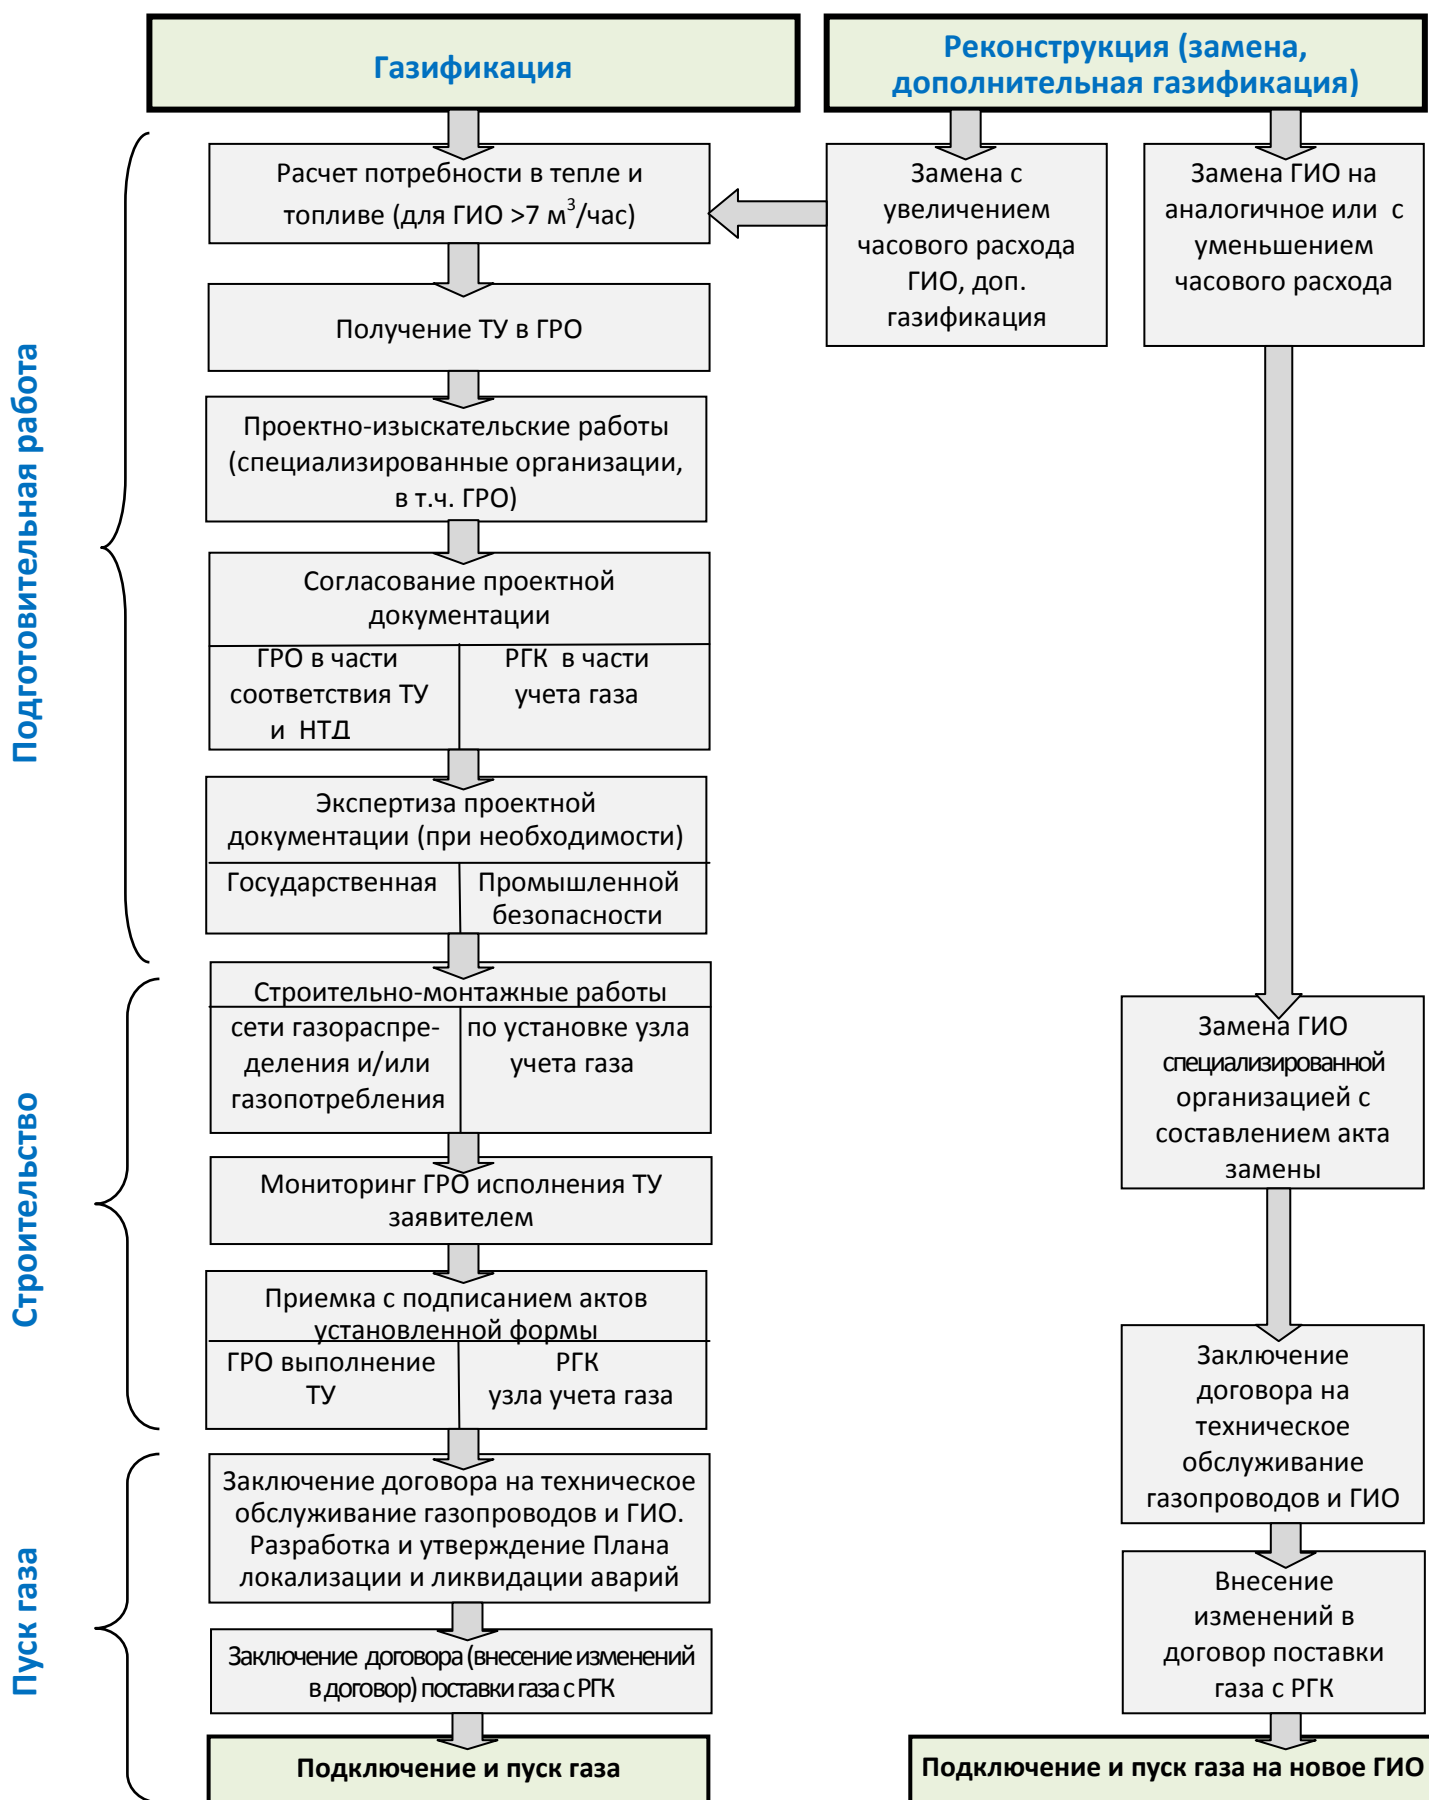 Газификация
Реконструкция (замена,
дополнительная газификация)
Подготовительная работа
Расчет потребности в тепле и
топливе (для ГИО >7 м³/час)
Замена с
увеличением
часового расхода
ГИО, доп.
газификация
Замена ГИО на
аналогичное или с
уменьшением
часового расхода
Получение ТУ в ГРО
Проектно-изыскательские работы
(специализированные организации,
в т.ч. ГРО)
Согласование проектной
документации
ГРО в части
соответствия ТУ
и НТД
РГК в части
учета газа
Экспертиза проектной
документации (при необходимости)
Государственная
Промышленной
безопасности
Строительство
Строительно-монтажные работы
сети газораспре-
деления и/или
газопотребления
по установке узла
учета газа
Мониторинг ГРО исполнения ТУ
заявителем
Приемка с подписанием актов
установленной формы
ГРО выполнение
ТУ
РГК
узла учета газа
Замена ГИО
специализированной
организацией с
составлением акта
замены
Пуск газа
Заключение договора на техническое
обслуживание газопроводов и ГИО.
Разработка и утверждение Плана
локализации и ликвидации аварий
Заключение договора (внесение изменений
в договор) поставки газа с РГК
Подключение и пуск газа
Заключение
договора на
техническое
обслуживание
газопроводов и ГИО
Внесение
изменений в
договор поставки
газа с РГК
Подключение и пуск газа на новое ГИО